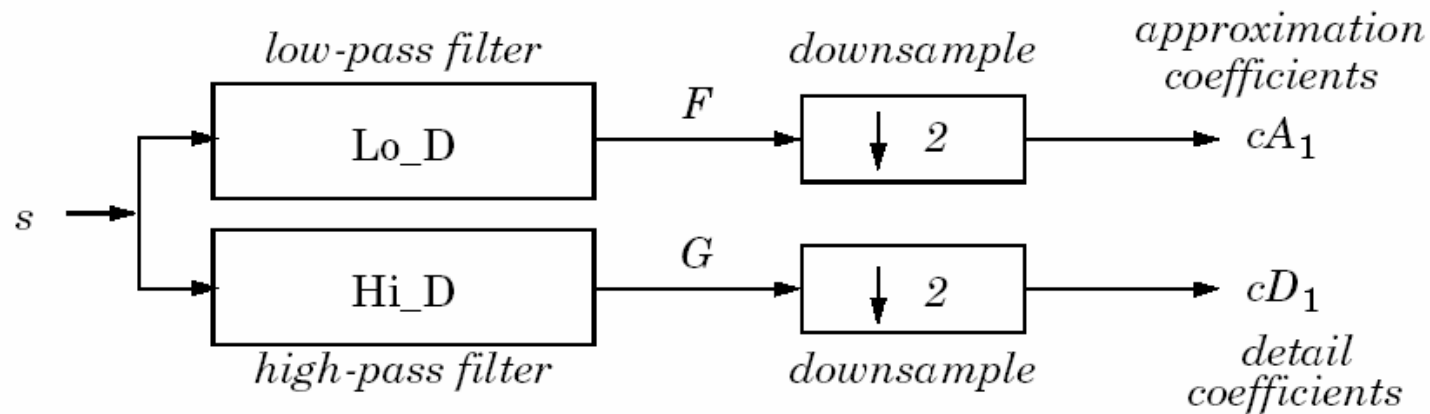 low-pass filter
downsample
approximation
coefficients
Lo_D
F
2
cA1
s
Hi_D
G
2
cD1
high-pass filter
downsample
detail
coefficients